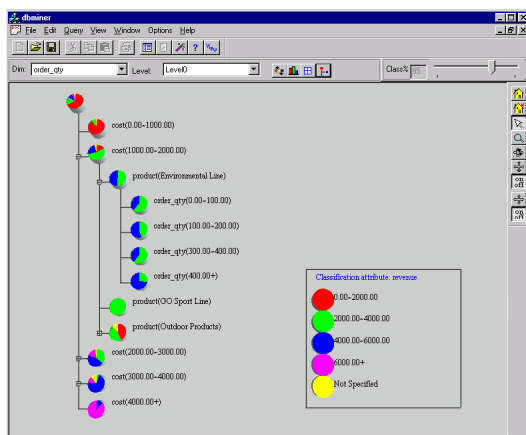 dbminer
File Edit Query View Window Options Help
Dim: order_qty Level: Level0 Class%
cost(0.00-1000.00)
cost(1000.00-2000.00)
product(Environmental Line)
order_qty(0.00-100.00)
order_qty(100.00-200.00)
order_qty(300.00-400.00)
order_qty(400.00+)
product(GO Sport Line)
product(Outdoor Products)
cost(2000.00-3000.00)
cost(3000.00-4000.00)
cost(4000.00+)
Classification attribute: revenue
0.00-2000.00
2000.00-4000.00
4000.00-6000.00
6000.00+
Not Specified
on
off
on
off